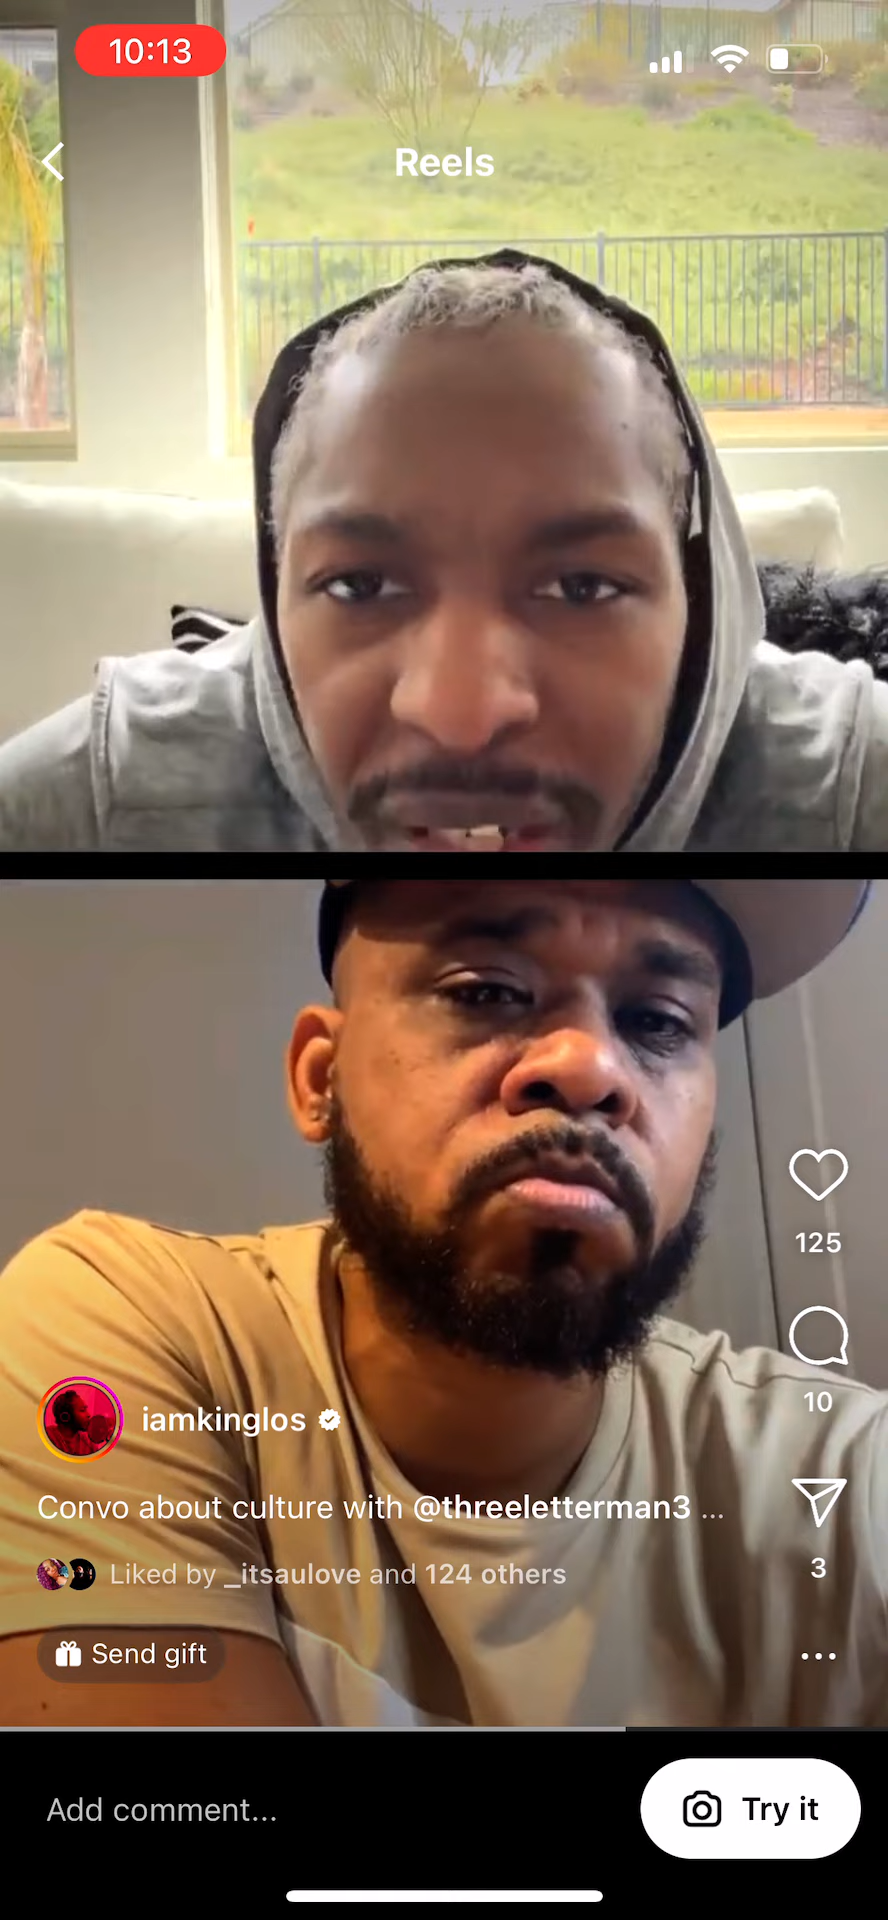 10:13
Reels
125
10
iamkinglos
Convo about culture with @threeletterman3 ...
3
Liked by _itsaulove and 124 others
Send gift
Add comment...
Try it